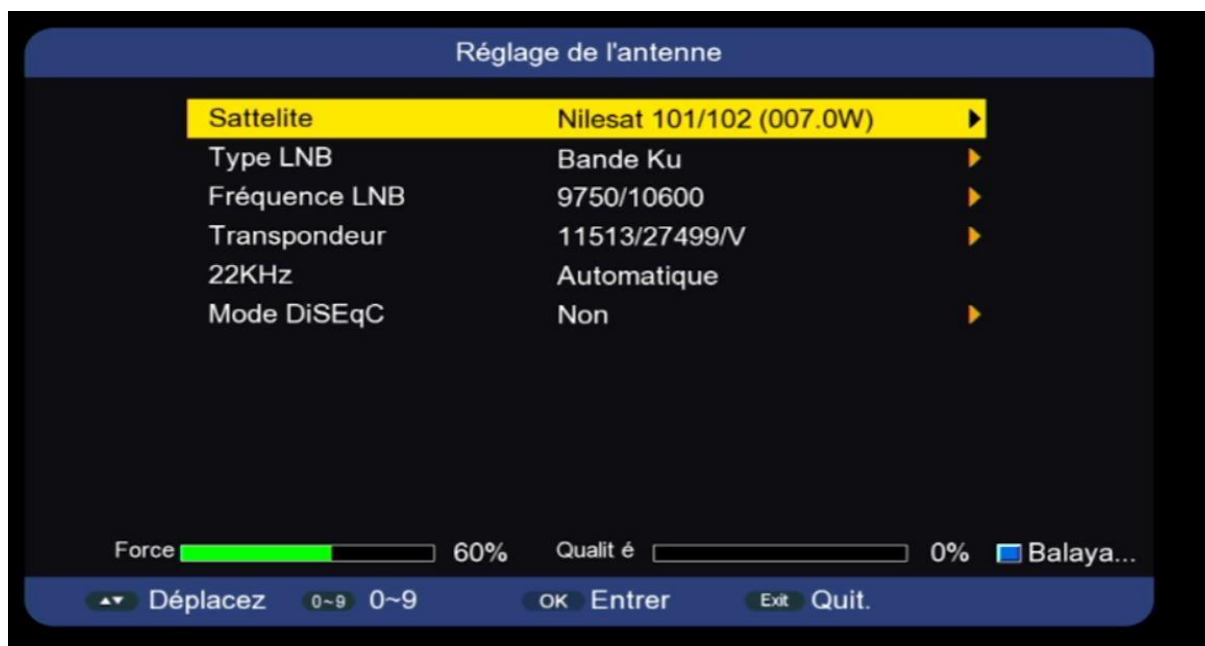 Réglage de l'antenne
Sattelite Nilesat 101/102 (007.0W)
Type LNB Bande Ku
Fréquence LNB 9750/10600
Transpondeur 11513/27499/V
22KHz Automatique
Mode DiSEqC Non
Force 60% Qualit é 0% Balaya...
Déplacez 0~9 0~9 OK Entrer Exit Quit.